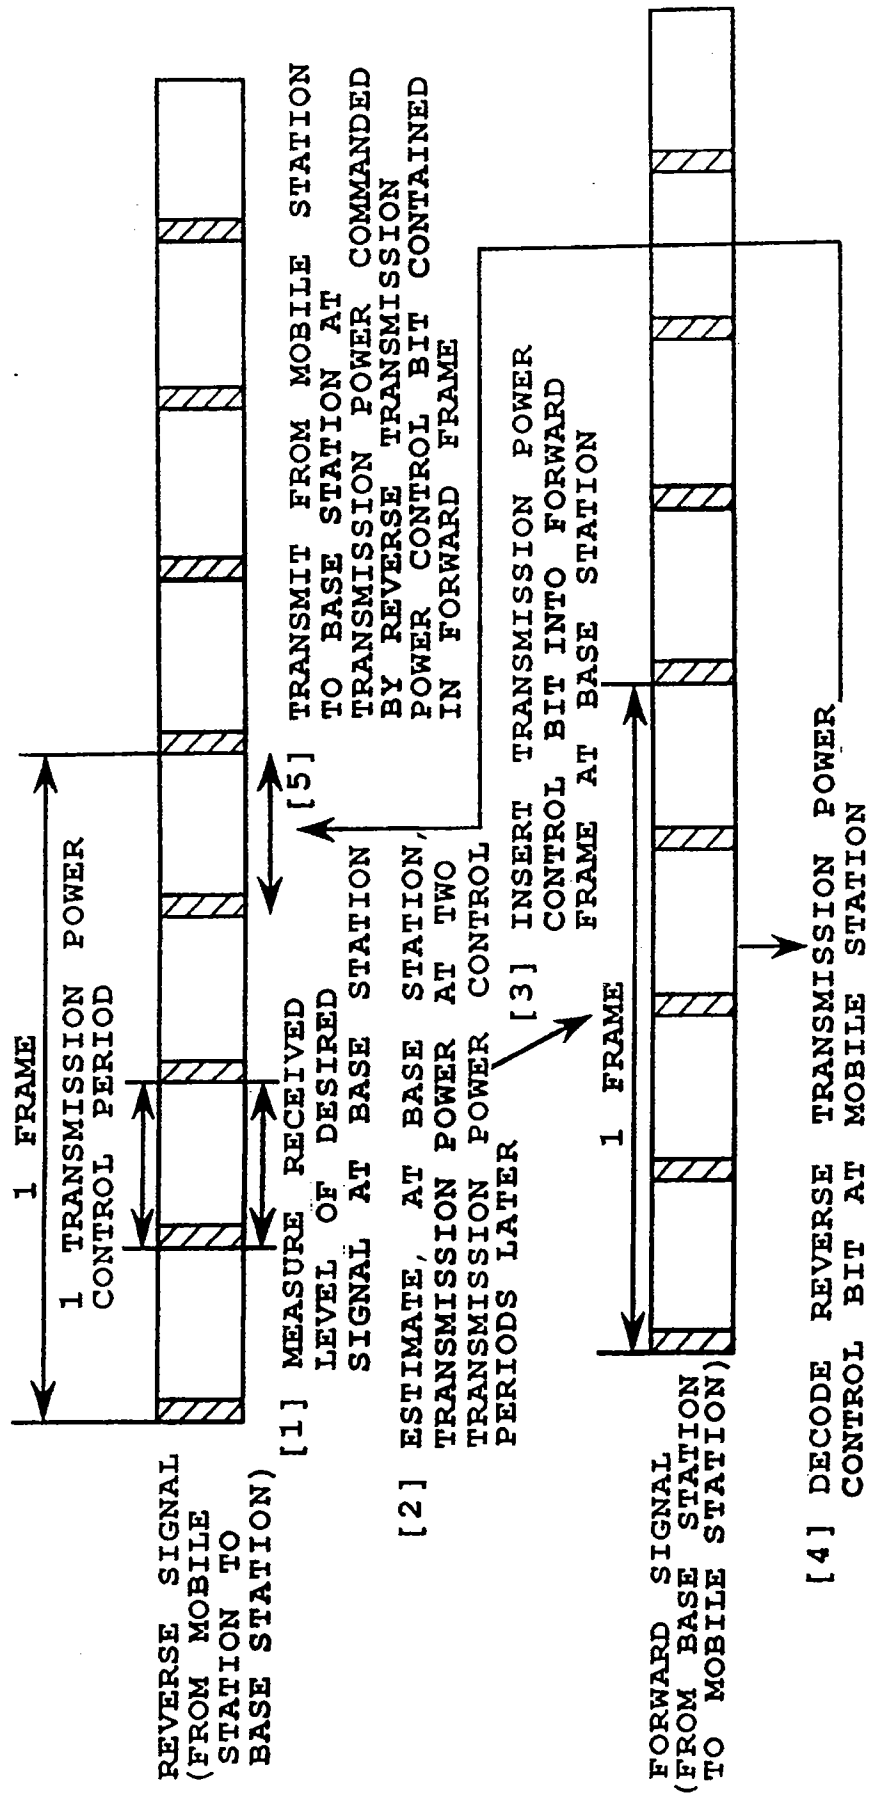 1 FRAME
1 TRANSMISSION POWER
CONTROL PERIOD
REVERSE SIGNAL
(FROM MOBILE
STATION TO
BASE STATION)
[1] MEASURE RECEIVED
LEVEL OF DESIRED
SIGNAL AT BASE STATION
[2] ESTIMATE, AT BASE STATION,
TRANSMISSION POWER AT TWO
TRANSMISSION POWER CONTROL
PERIODS LATER
[5] TRANSMIT FROM MOBILE STATION
TO BASE STATION AT
TRANSMISSION POWER COMMANDED
BY REVERSE TRANSMISSION
POWER CONTROL BIT CONTAINED
IN FORWARD FRAME
[3] INSERT TRANSMISSION POWER
CONTROL BIT INTO FORWARD
FRAME AT BASE STATION
1 FRAME
FORWARD SIGNAL
(FROM BASE STATION
TO MOBILE STATION)
[4] DECODE REVERSE TRANSMISSION POWER
CONTROL BIT AT MOBILE STATION